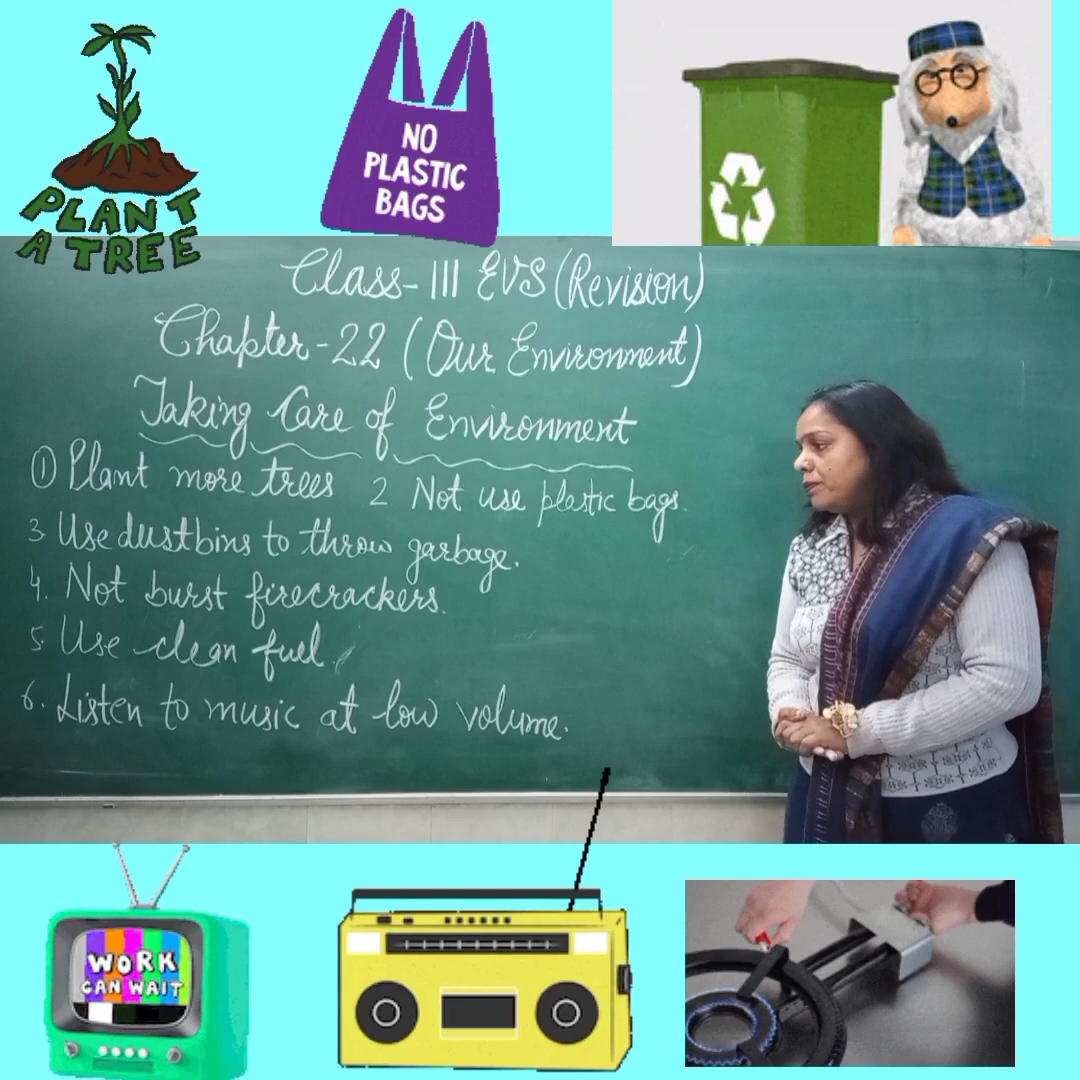 PLANT
A TREE
NO
PLASTIC
BAGS
Class-III EVS (Revision)
Chapter-22 (Our Environment)
Taking Care of Environment
① Plant more trees 2 Not use plastic bags.
3 Use dustbins to throw garbage.
4. Not burst firecrackers.
5 Use clean fuel.
6. Listen to music at low volume.
WORK
CAN WAIT